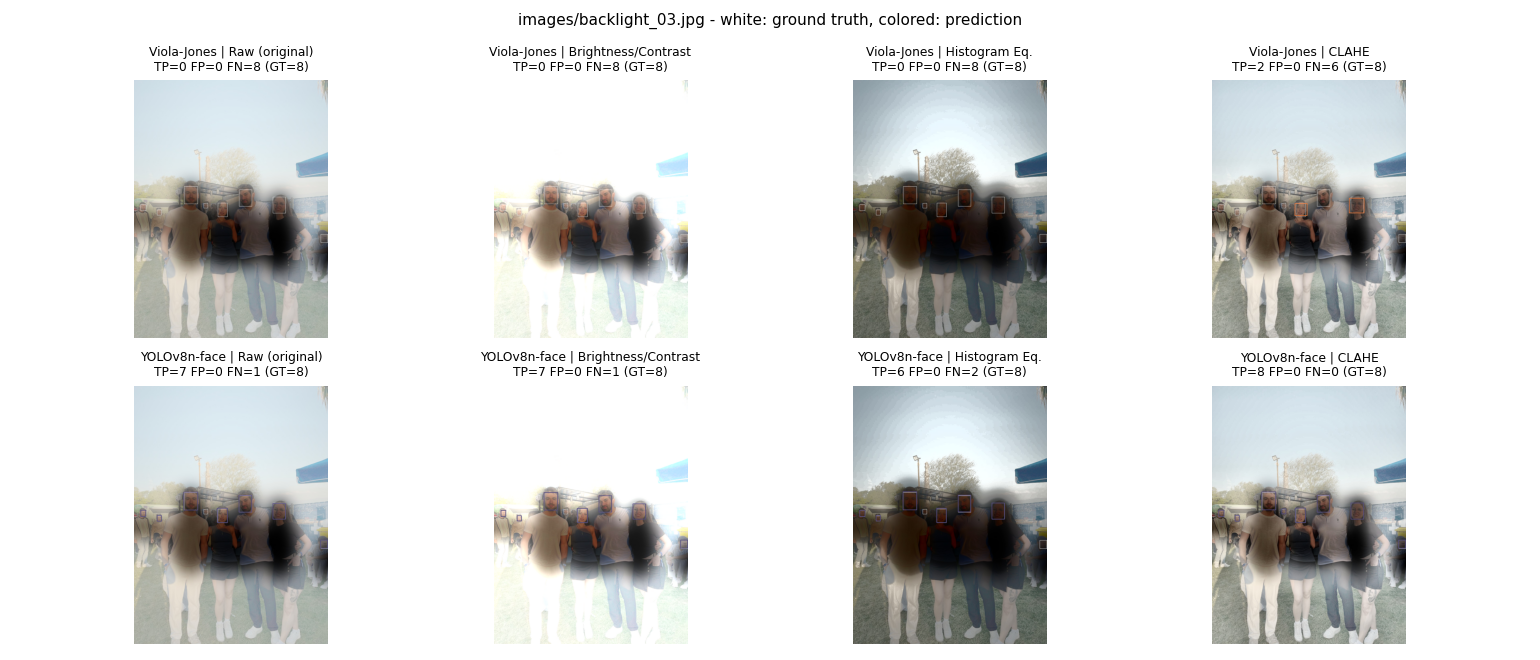 images/backlight_03.jpg - white: ground truth, colored: prediction
Viola-Jones | Raw (original)
TP=0 FP=0 FN=8 (GT=8)
Viola-Jones | Brightness/Contrast
TP=0 FP=0 FN=8 (GT=8)
Viola-Jones | Histogram Eq.
TP=0 FP=0 FN=8 (GT=8)
Viola-Jones | CLAHE
TP=2 FP=0 FN=6 (GT=8)
YOLOv8n-face | Raw (original)
TP=7 FP=0 FN=1 (GT=8)
YOLOv8n-face | Brightness/Contrast
TP=7 FP=0 FN=1 (GT=8)
YOLOv8n-face | Histogram Eq.
TP=6 FP=0 FN=2 (GT=8)
YOLOv8n-face | CLAHE
TP=8 FP=0 FN=0 (GT=8)